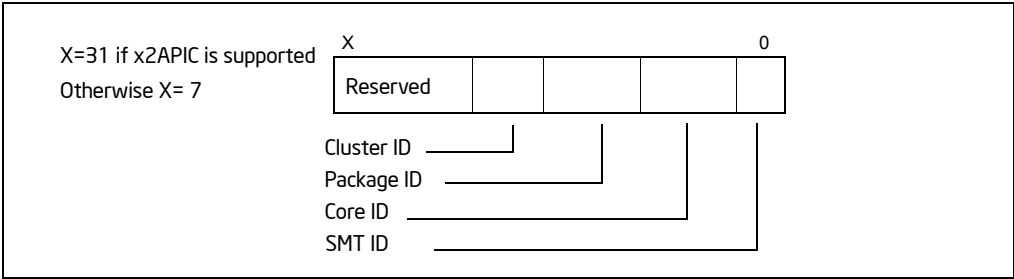 X=31 if x2APIC is supported
Otherwise X= 7
X 0
Reserved
Cluster ID
Package ID
Core ID
SMT ID